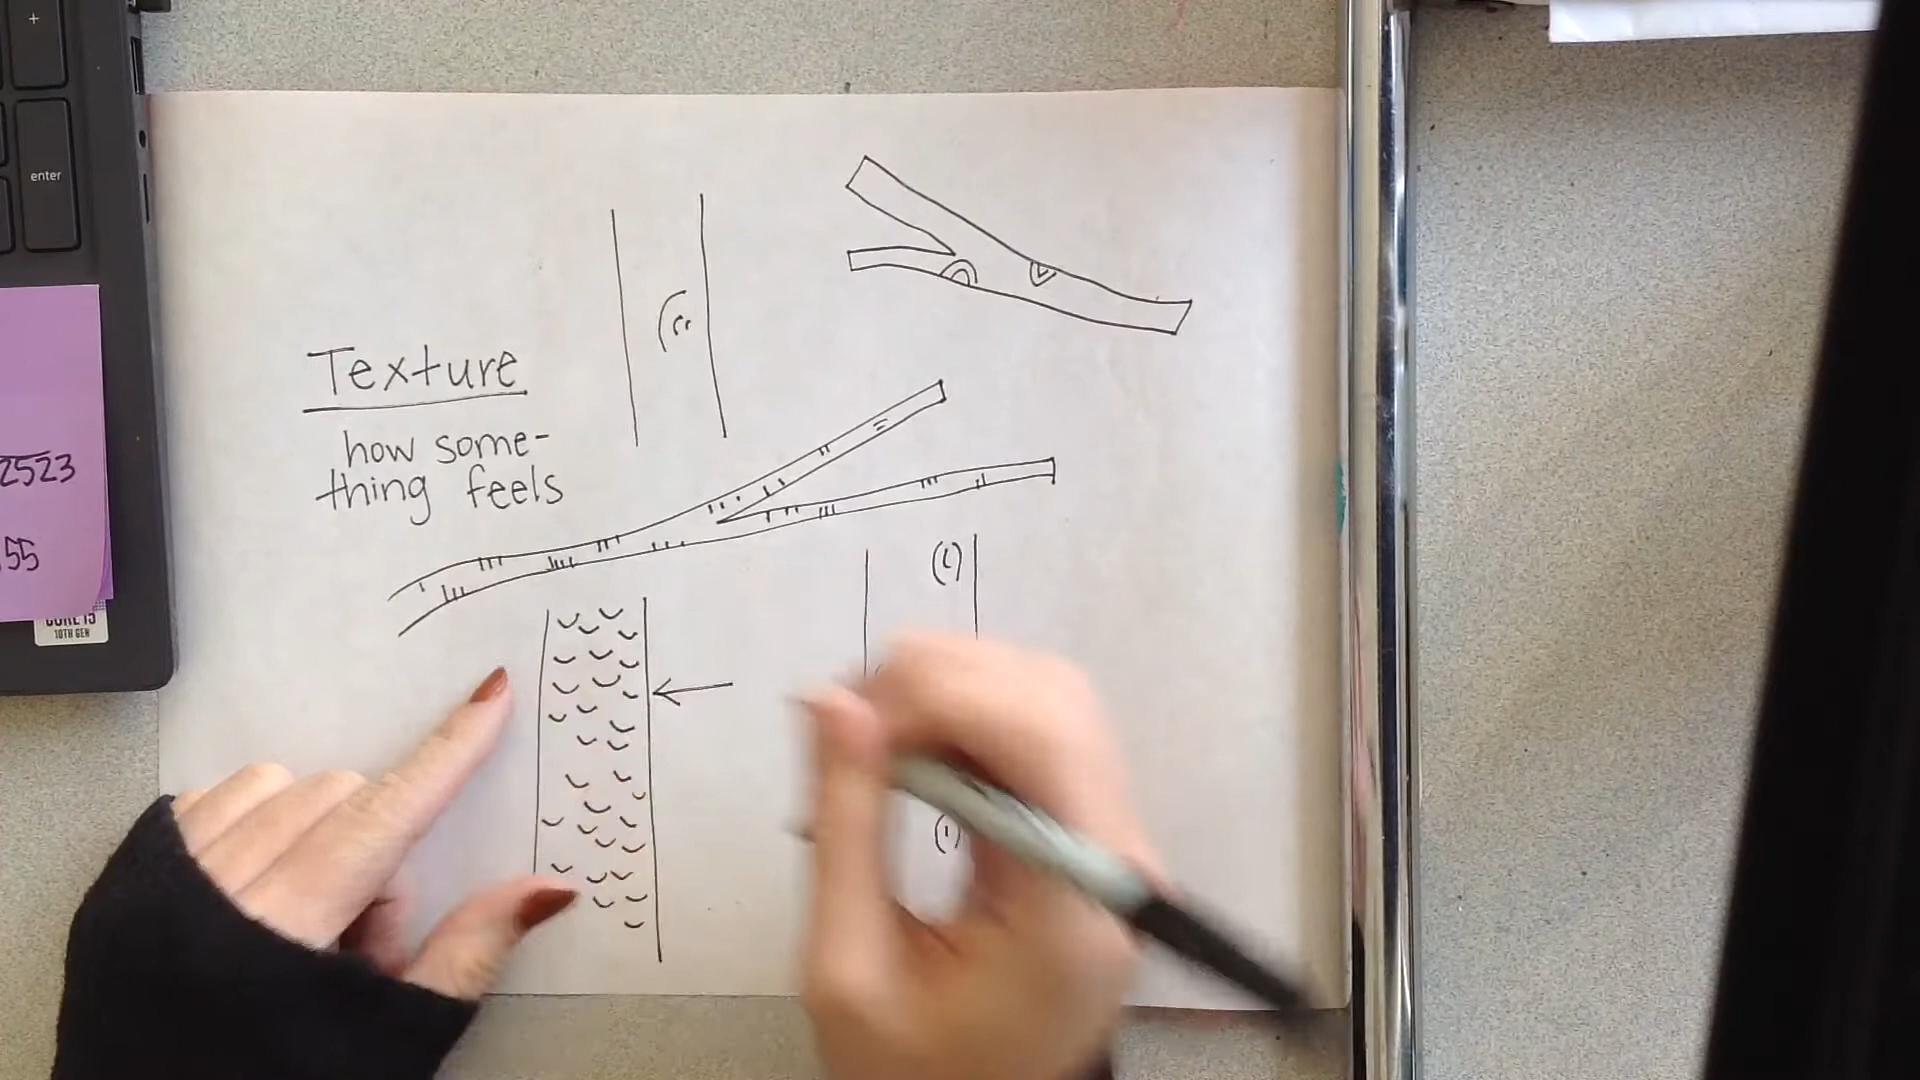 +
enter
2523
55
CORE i5
10TH GEN
Texture
how some-
thing feels